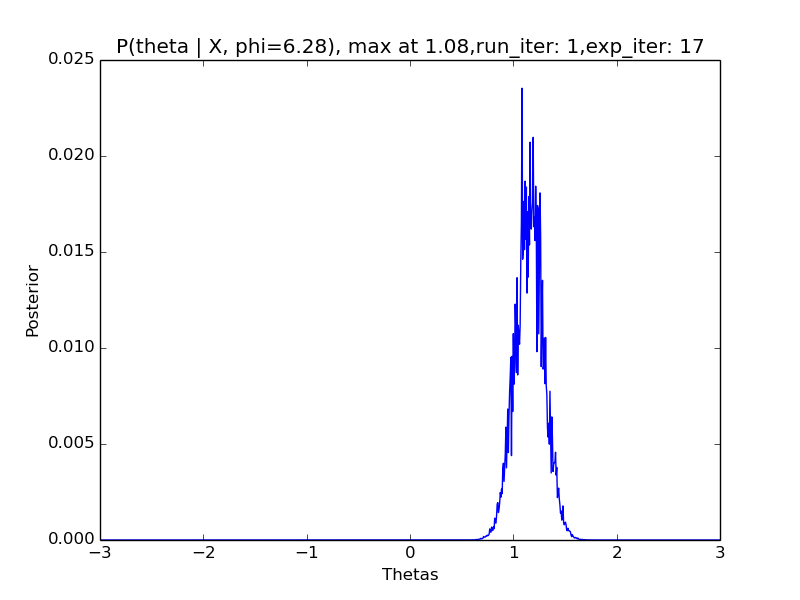 P(theta | X, phi=6.28), max at 1.08,run_iter: 1,exp_iter: 17
0.025
0.020
0.015
0.010
0.005
0.000
Posterior
−3 −2 −1 0 1 2 3
Thetas